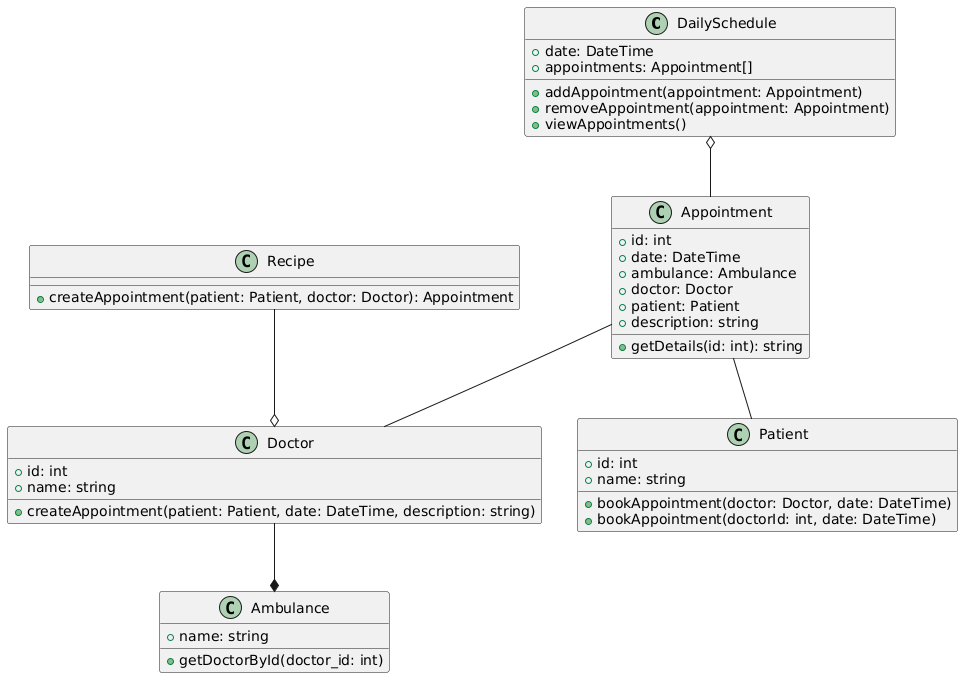 C DailySchedule
date: DateTime
appointments: Appointment[]
addAppointment(appointment: Appointment)
removeAppointment(appointment: Appointment)
viewAppointments()
C Appointment
id: int
date: DateTime
ambulance: Ambulance
doctor: Doctor
patient: Patient
description: string
getDetails(id: int): string
C Recipe
createAppointment(patient: Patient, doctor: Doctor): Appointment
C Doctor
id: int
name: string
createAppointment(patient: Patient, date: DateTime, description: string)
C Patient
id: int
name: string
bookAppointment(doctor: Doctor, date: DateTime)
bookAppointment(doctorId: int, date: DateTime)
C Ambulance
name: string
getDoctorById(doctor_id: int)